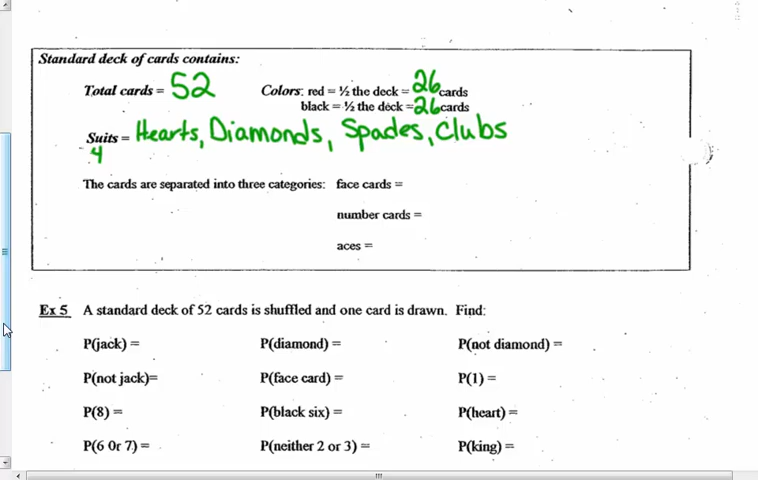 Standard deck of cards contains:
Total cards = 52 Colors: red = ½ the deck = 26 cards
black = ½ the deck = 26 cards
Suits = Hearts, Diamonds, Spades, Clubs
4
The cards are separated into three categories: face cards =
number cards =
aces =
Ex 5 A standard deck of 52 cards is shuffled and one card is drawn. Find:
P(jack) = P(diamond) = P(not diamond) =
P(not jack)= P(face card) = P(1) =
P(8) = P(black six) = P(heart) =
P(6 0r 7) = P(neither 2 or 3) = P(king) =